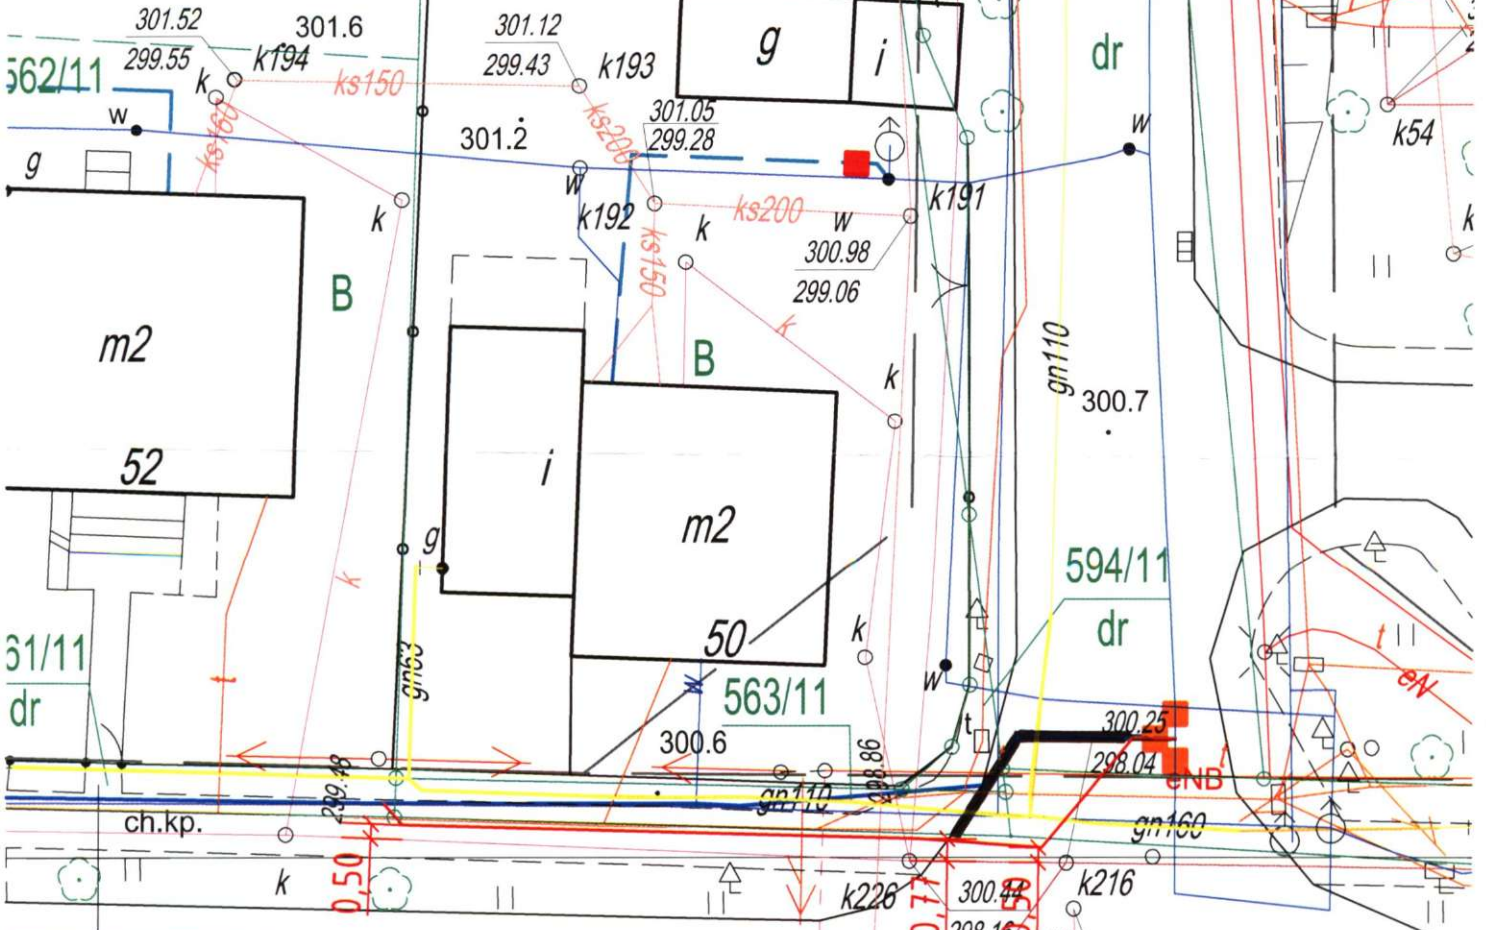 301.52
299.55
301.6
k194
301.12
299.43
k193
g
i
dr
562/11
k
ks150
w
ks160
ks200
301.05
299.28
301.2
w
k54
g
w
k192
k
ks200
w
k191
k
k
ks150
300.98
299.06
B
m2
k
B
k
gn110
300.7
52
i
g
m2
k
594/11
dr
k
50
t
eN
61/11
dr
t
gn63
w
563/11
w
t
300.25
300.6
298.04
t
eNB
299.48
298.86
gn110
ch.kp.
gn160
0,50
k
k226
0,77
300.44
k216